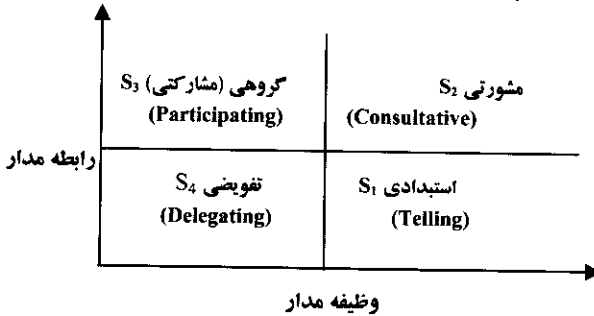 مشورتی S₂
(Consultative)
گروهی (مشارکتی) S₃
(Participating)
رابطه مدار
استبدادی S₁
(Telling)
تفویضی S₄
(Delegating)
وظیفه مدار